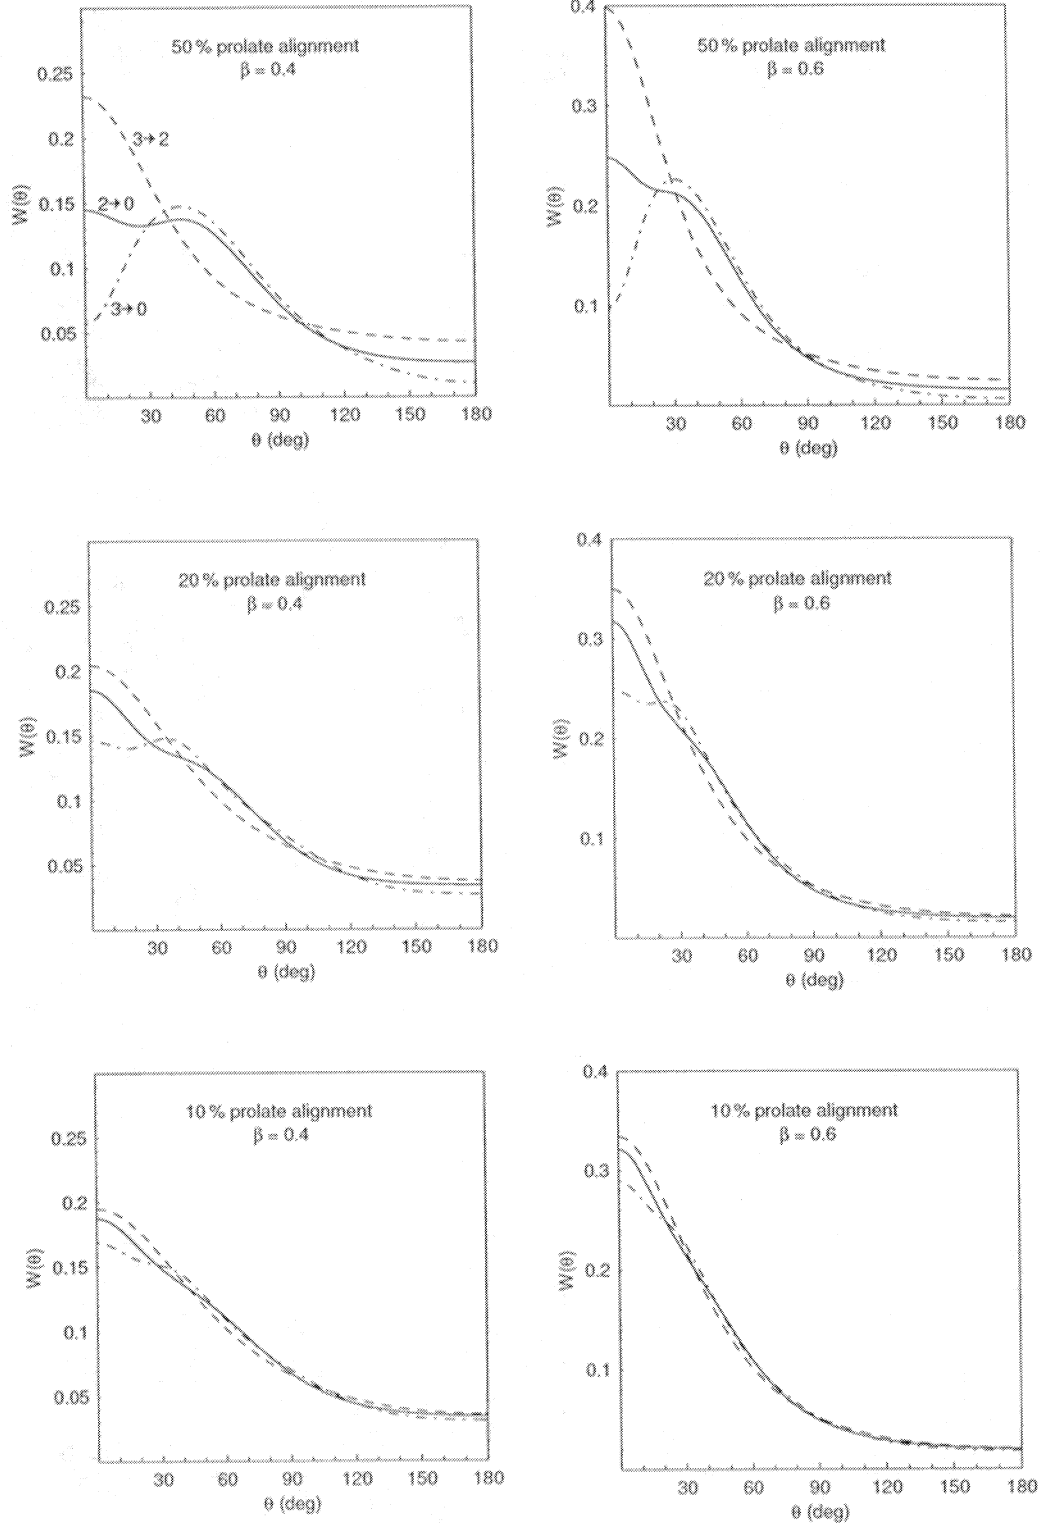 50 % prolate alignment
β = 0.4
0.25
0.2
0.15
0.1
0.05
3→2
2→0
3→0
W(θ)
30 60 90 120 150 180
θ (deg)
50 % prolate alignment
β = 0.6
0.4
0.3
0.2
0.1
W(θ)
30 60 90 120 150 180
θ (deg)
20 % prolate alignment
β = 0.4
0.25
0.2
0.15
0.1
0.05
W(θ)
30 60 90 120 150 180
θ (deg)
20 % prolate alignment
β = 0.6
0.4
0.3
0.2
0.1
W(θ)
30 60 90 120 150 180
θ (deg)
10 % prolate alignment
β = 0.4
0.25
0.2
0.15
0.1
0.05
W(θ)
30 60 90 120 150 180
θ (deg)
10 % prolate alignment
β = 0.6
0.4
0.3
0.2
0.1
W(θ)
30 60 90 120 150 180
θ (deg)